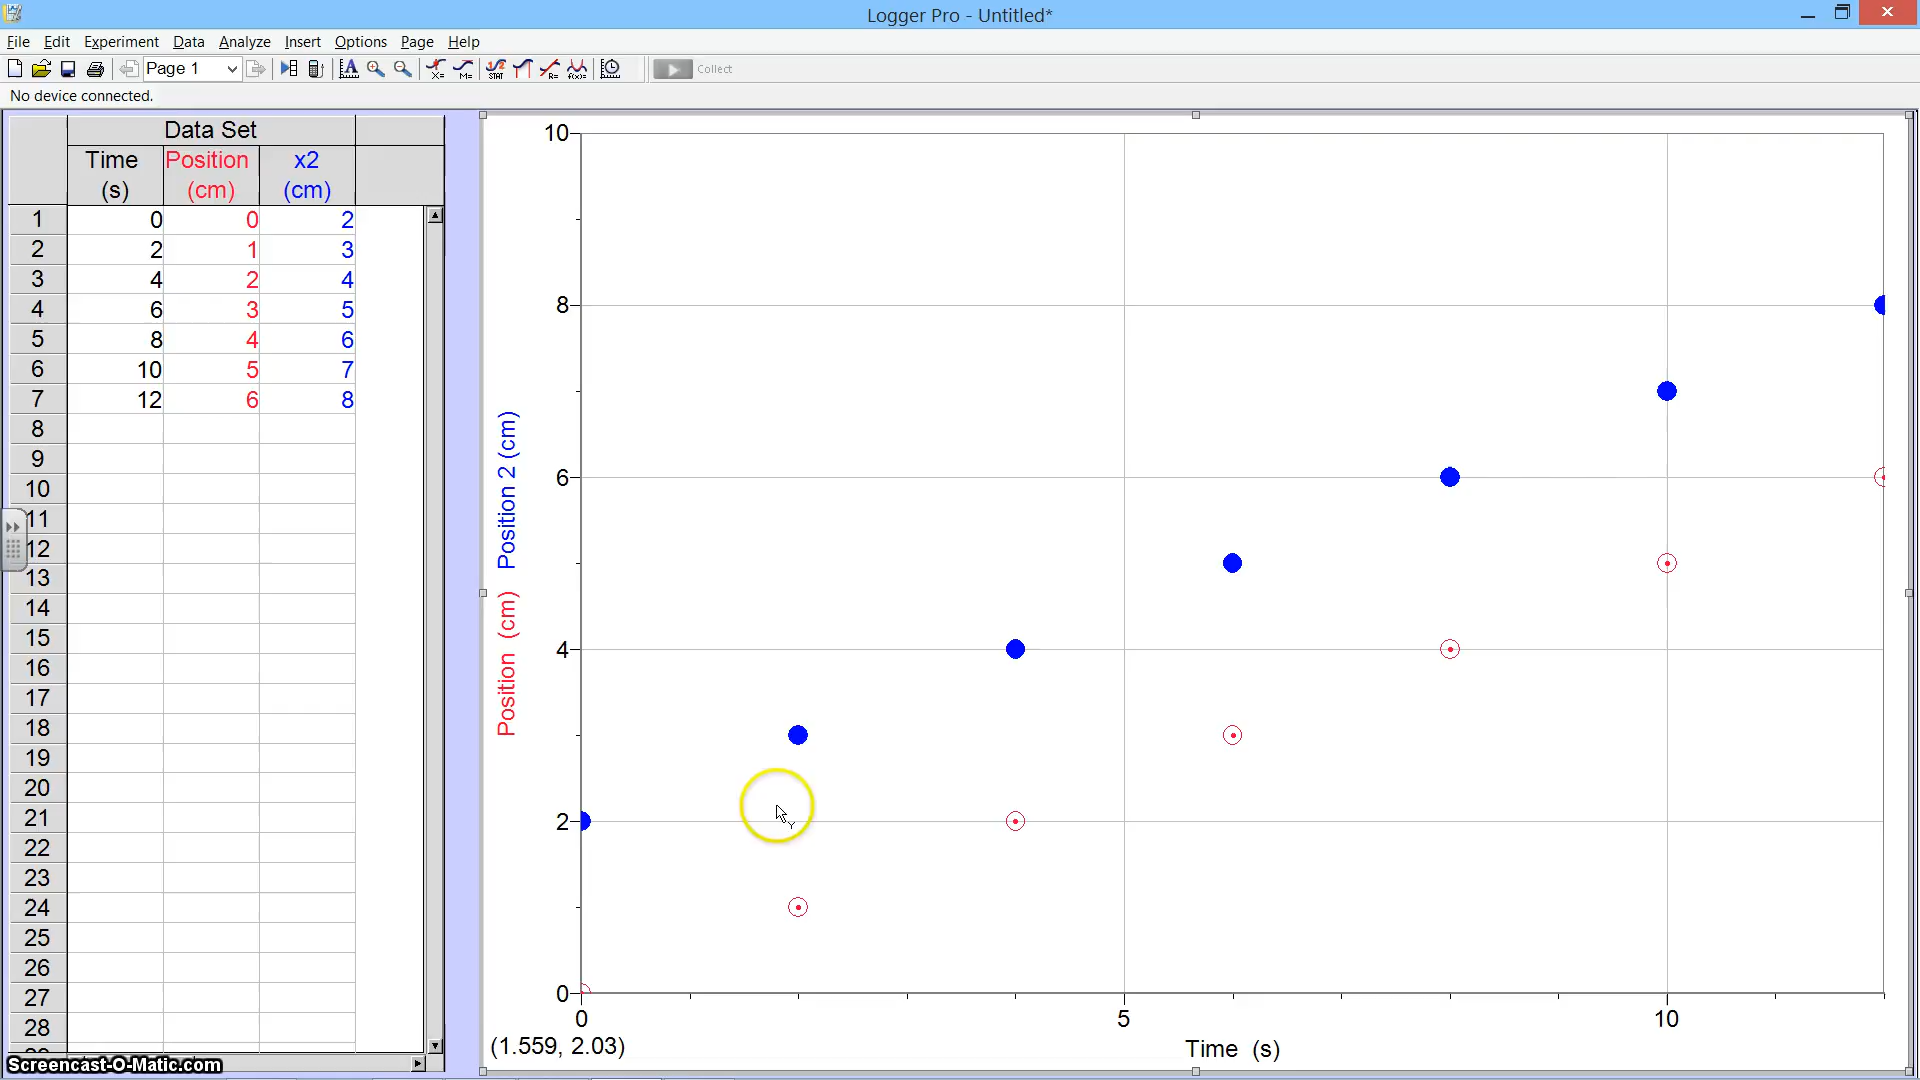 Logger Pro - Untitled*
File Edit Experiment Data Analyze Insert Options Page Help
Page 1 X= M= STAT R= f(x)= Collect
No device connected.
Data Set
Time Position x2
(s) (cm) (cm)
1 0 0 2
2 2 1 3
3 4 2 4
4 6 3 5
5 8 4 6
6 10 5 7
7 12 6 8
8
9
10
11
12
13
14
15
16
17
18
19
20
21
22
23
24
25
26
27
28
Screencast-O-Matic.com
10
8
6
4
2
0
Position 2 (cm)
Position (cm)
0 5 10
(1.559, 2.03)
Time (s)